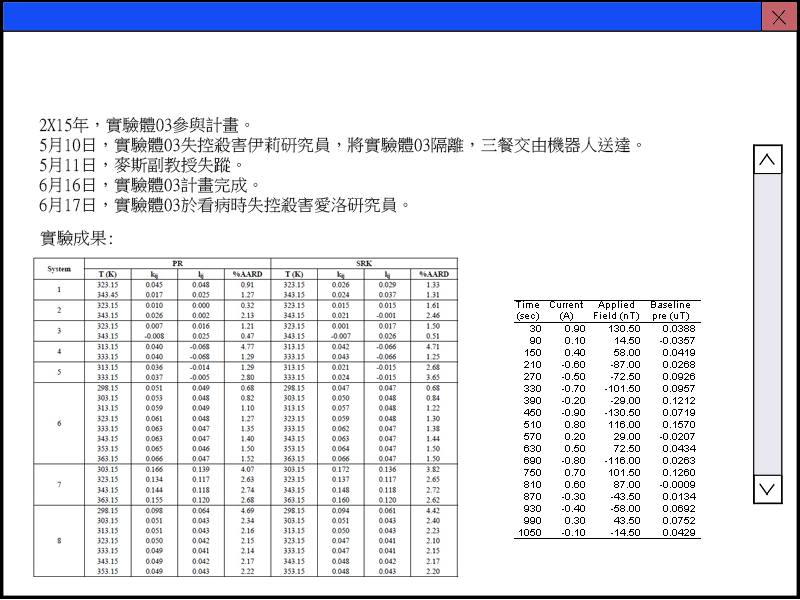 2X15年，實驗體03參與計畫。
5月10日，實驗體03失控殺害伊莉研究員，將實驗體03隔離，三餐交由機器人送達。
5月11日，麥斯副教授失蹤。
6月16日，實驗體03計畫完成。
6月17日，實驗體03於看病時失控殺害愛洛研究員。
實驗成果:
System PR SRK
T (K) kij lij %AARD T (K) kij lij %AARD
1 323.15 0.045 0.048 0.91 323.15 0.026 0.029 1.33
343.45 0.017 0.025 1.27 343.15 0.024 0.037 1.31
2 323.15 0.010 0.000 0.32 323.15 0.015 0.015 1.61
343.15 0.026 0.002 2.13 343.15 0.021 -0.001 2.46
3 323.15 0.007 0.016 1.21 323.15 0.001 0.017 1.50
343.15 -0.008 0.025 0.47 343.15 -0.007 0.026 0.51
4 313.15 0.040 -0.068 4.77 313.15 0.042 -0.066 4.71
333.15 0.040 -0.068 1.29 333.15 0.043 -0.066 1.25
5 313.15 0.036 -0.014 1.29 313.15 0.021 -0.015 2.68
333.15 0.037 -0.005 2.80 333.15 0.024 -0.015 3.65
6 298.15 0.051 0.049 0.68 298.15 0.047 0.047 0.68
303.15 0.053 0.048 0.82 303.15 0.050 0.048 0.84
313.15 0.059 0.049 1.10 313.15 0.057 0.048 1.22
323.15 0.061 0.048 1.27 323.15 0.059 0.048 1.30
333.15 0.063 0.047 1.35 333.15 0.062 0.047 1.38
343.15 0.063 0.047 1.40 343.15 0.063 0.047 1.44
353.15 0.065 0.046 1.50 353.15 0.064 0.047 1.50
363.15 0.066 0.047 1.52 363.15 0.066 0.047 1.50
7 303.15 0.166 0.139 4.07 303.15 0.172 0.136 3.82
323.15 0.134 0.117 2.63 323.15 0.137 0.117 2.65
343.15 0.144 0.118 2.74 343.15 0.148 0.118 2.72
363.15 0.155 0.120 2.68 363.15 0.160 0.120 2.62
8 298.15 0.098 0.064 4.69 298.15 0.094 0.061 4.42
303.15 0.051 0.043 2.34 303.15 0.051 0.043 2.40
313.15 0.051 0.043 2.16 313.15 0.050 0.043 2.23
323.15 0.050 0.042 2.15 323.15 0.047 0.041 2.10
333.15 0.049 0.041 2.14 333.15 0.047 0.041 2.15
343.15 0.049 0.042 2.17 343.15 0.048 0.042 2.17
353.15 0.049 0.043 2.22 353.15 0.048 0.043 2.20
Time Current Applied Baseline
(sec) (A) Field (nT) pre (uT)
30 0.90 130.50 0.0388
90 0.10 14.50 -0.0357
150 0.40 58.00 0.0419
210 -0.60 -87.00 0.0268
270 -0.50 -72.50 0.0926
330 -0.70 -101.50 0.0957
390 -0.20 -29.00 0.1212
450 -0.90 -130.50 0.0719
510 0.80 116.00 0.1570
570 0.20 29.00 -0.0207
630 0.50 72.50 0.0434
690 -0.80 -116.00 0.0263
750 0.70 101.50 0.1260
810 0.60 87.00 -0.0009
870 -0.30 -43.50 0.0134
930 -0.40 -58.00 0.0692
990 0.30 43.50 0.0752
1050 -0.10 -14.50 0.0429